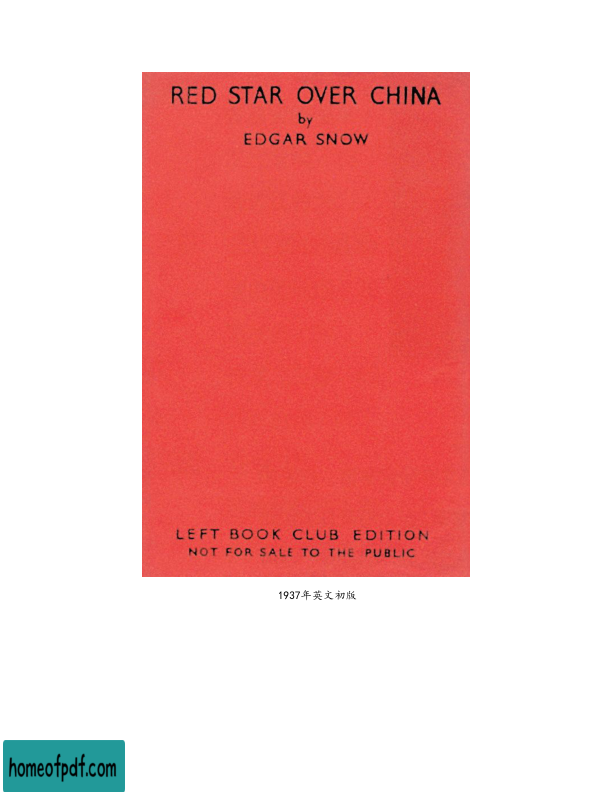 RED STAR OVER CHINA
by
EDGAR SNOW
LEFT BOOK CLUB EDITION
NOT FOR SALE TO THE PUBLIC
1937年英文初版
homeofpdf.com